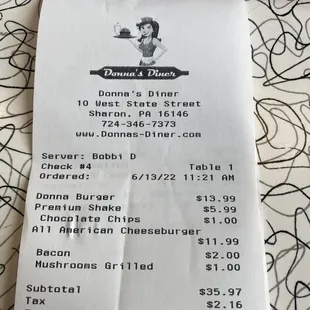 Donna's Diner
Donna's Diner
10 West State Street
Sharon, PA 16146
724-346-7373
www.Donnas-Diner.com
Server: Bobbi D
Check #4 Table 1
Ordered: 6/13/22 11:21 AM
Donna Burger $13.99
Premium Shake $5.99
Chocolate Chips $1.00
All American Cheeseburger
$11.99
Bacon $2.00
Mushrooms Grilled $1.00
Subtotal $35.97
Tax $2.16